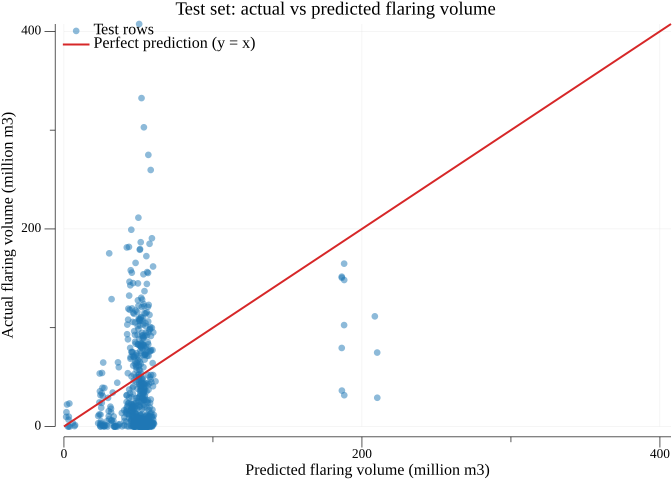 Test set: actual vs predicted flaring volume
Test rows
Perfect prediction (y = x)
Actual flaring volume (million m3)
400
200
0
0
200
400
Predicted flaring volume (million m3)